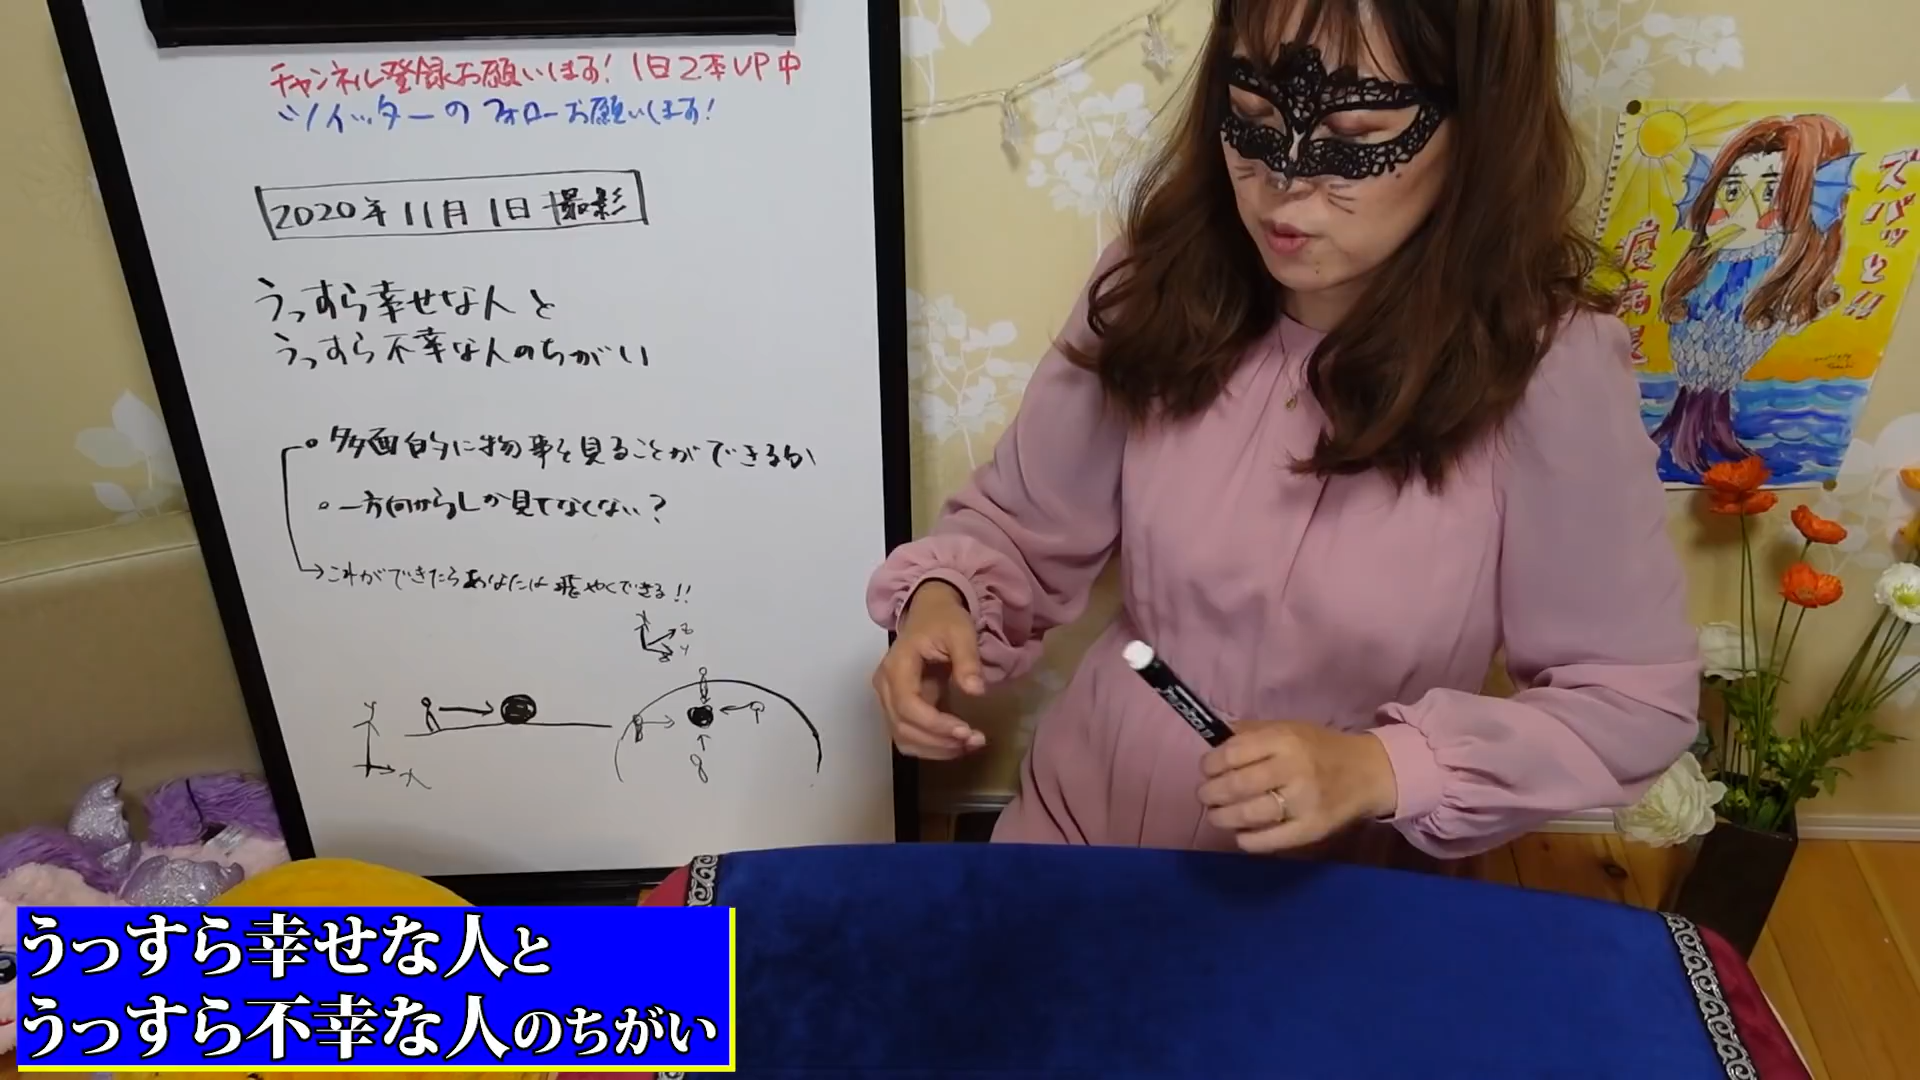 チャンネル登録お願いします! 1日2本UP中
ツイッターのフォローお願いします!
2020年11月1日撮影
うっすら幸せな人と
うっすら不幸な人のちがい
多面的に物事を見ることができるか
一方向からしか見てなくない?
これができたらあなたは飛やくできる!!
Z
Y
Y
X
ズバッと!!
疫病退
うっすら幸せな人と
うっすら不幸な人のちがい